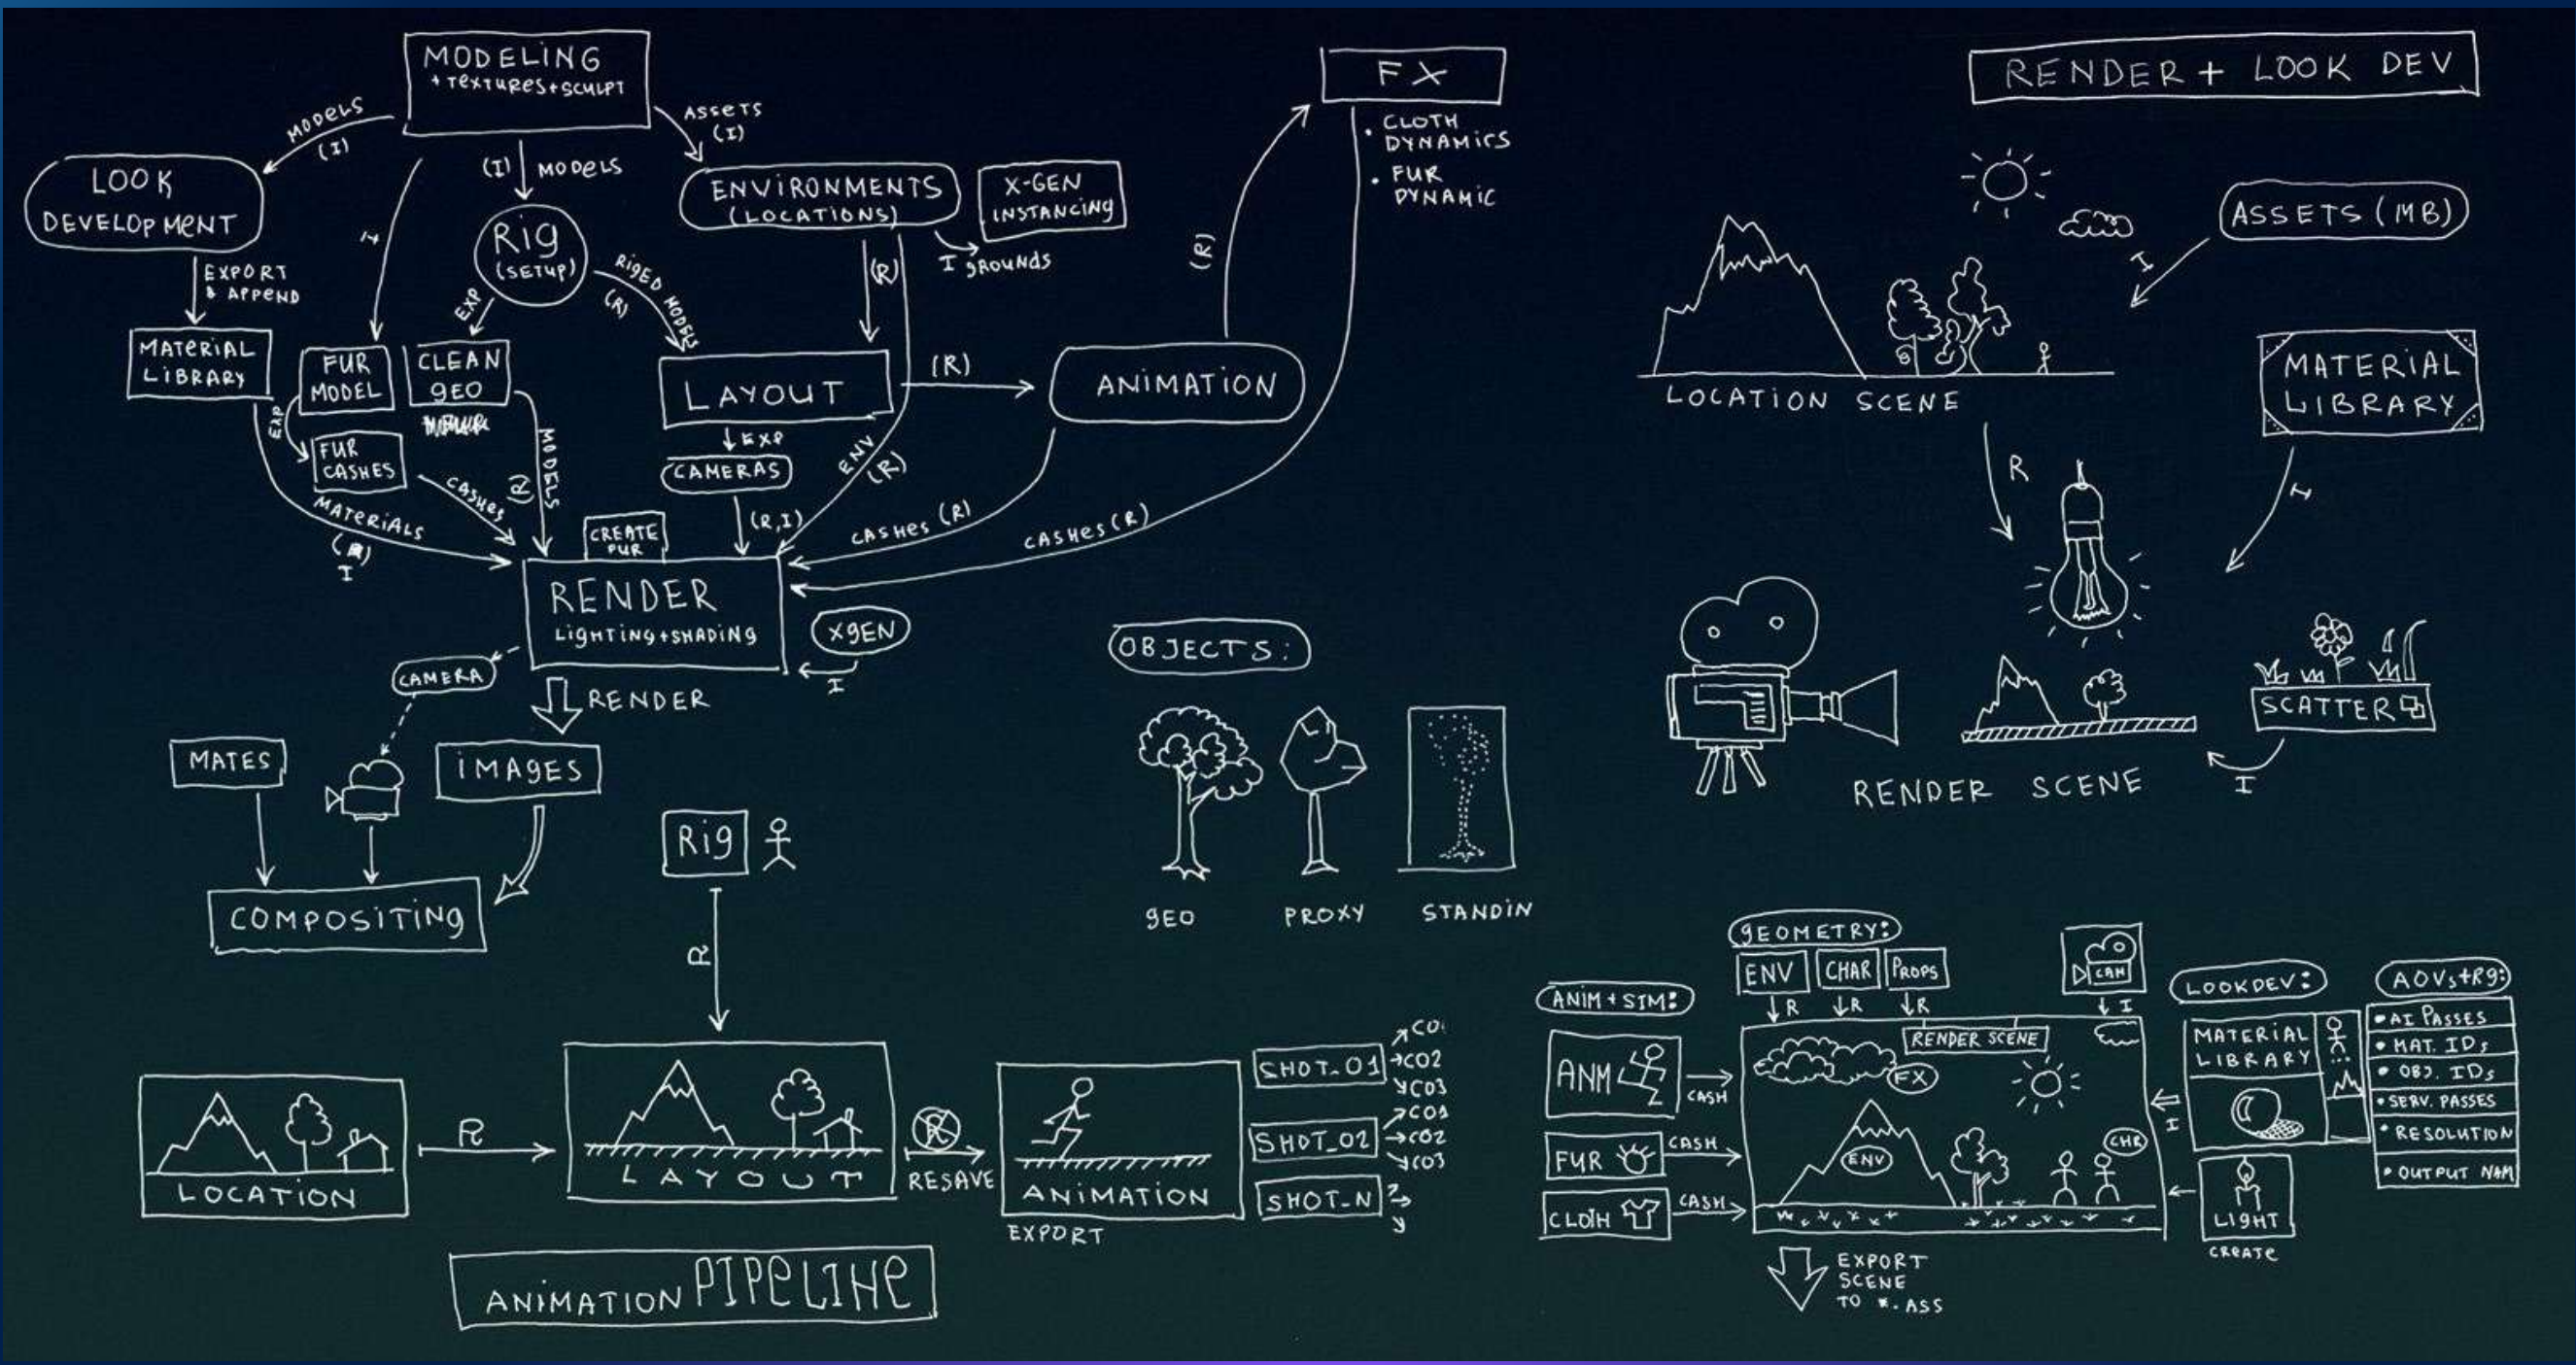 MODELING
+TEXTURES+SCULPT
MODELS
(I)
(I) MODELS
ASSETS
(I)
LOOK
DEVELOPMENT
EXPORT
& APPEND
I
Rig
(SETUP)
EXP
RIGED MODELS
(R)
ENVIRONMENTS
(LOCATIONS)
X-GEN
INSTANCING
I GROUNDS
(R)
MATERIAL
LIBRARY
EXP
FUR
MODEL
CLEAN
GEO
FUR
CASHES
CASHES
MODELS
(R)
MATERIALS
I
LAYOUT
EXP
CAMERAS
(R,I)
ENV
(R)
(R)
ANIMATION
(R)
FX
• CLOTH
DYNAMICS
• FUR
DYNAMIC
CASHES (R)
CASHES (R)
CREATE
FUR
RENDER
LIGHTING+SHADING
XGEN
I
CAMERA
RENDER
MATES
IMAGES
COMPOSITING
Rig
R
LOCATION
R
LAYOUT
R
RESAVE
ANIMATION
EXPORT
SHOT_01
CO2
CO3
SHOT_02
CO1
CO2
CO3
SHOT_N
ANIMATION PIPELINE
OBJECTS:
GEO
PROXY
STANDIN
RENDER + LOOK DEV
ASSETS (MB)
I
LOCATION SCENE
MATERIAL
LIBRARY
R
I
SCATTER
I
RENDER SCENE
GEOMETRY:
ENV CHAR PROPS
R R R
CAM
I
ANIM + SIM:
ANM
CASH
FUR
CASH
CLOTH
CASH
RENDER SCENE
FX
ENV
CHR
LOOKDEV:
MATERIAL
LIBRARY
I
LIGHT
CREATE
AOVs+RG:
• AI PASSES
• MAT. IDs
• OBJ. IDs
• SERV. PASSES
• RESOLUTION
• OUTPUT NAM
EXPORT
SCENE
TO *.ASS